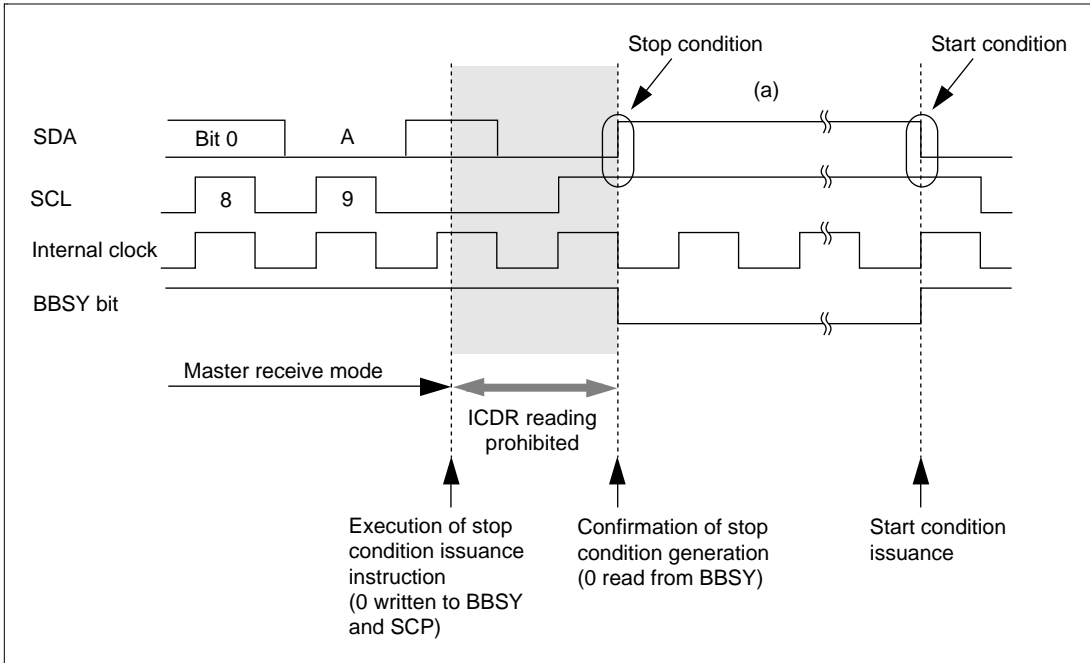 Stop condition
Start condition
(a)
SDA
Bit 0
A
SCL
8
9
Internal clock
BBSY bit
Master receive mode
ICDR reading
prohibited
Execution of stop
condition issuance
instruction
(0 written to BBSY
and SCP)
Confirmation of stop
condition generation
(0 read from BBSY)
Start condition
issuance